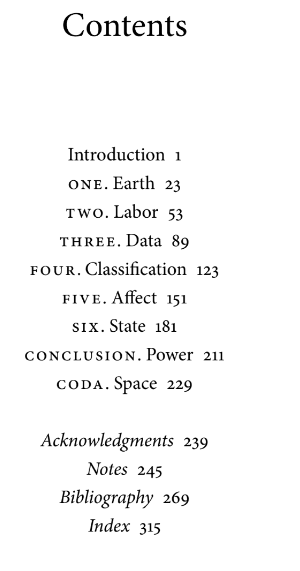 Contents
Introduction 1
ONE. Earth 23
TWO. Labor 53
THREE. Data 89
FOUR. Classification 123
FIVE. Affect 151
SIX. State 181
CONCLUSION. Power 211
CODA. Space 229
Acknowledgments 239
Notes 245
Bibliography 269
Index 315